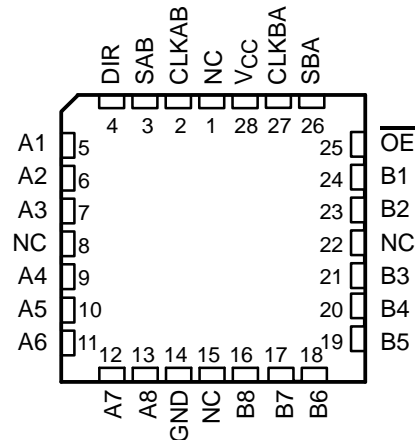 DIR SAB CLKAB NC VCC CLKBA SBA
4 3 2 1 28 27 26
A1 5 25 OE
A2 6 24 B1
A3 7 23 B2
NC 8 22 NC
A4 9 21 B3
A5 10 20 B4
A6 11 19 B5
12 13 14 15 16 17 18
A7 A8 GND NC B8 B7 B6